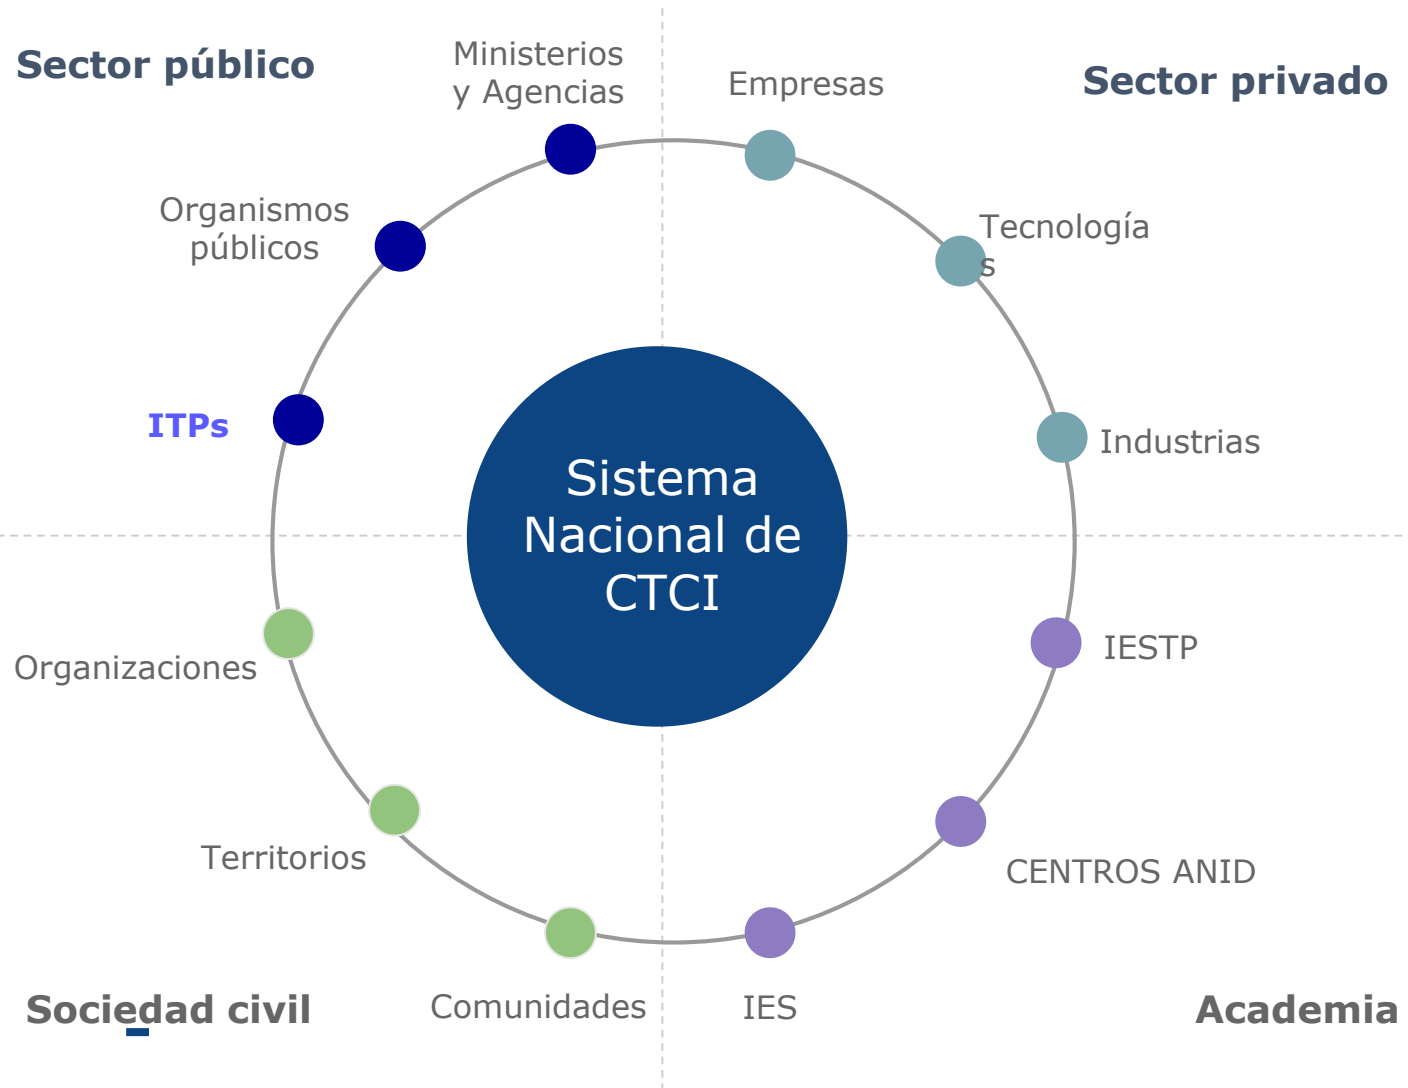 Sector público
Ministerios
y Agencias
Empresas
Sector privado
Organismos
públicos
Tecnología
s
ITPs
Industrias
Sistema
Nacional de
CTCI
Organizaciones
IESTP
Territorios
CENTROS ANID
Sociedad civil
Comunidades
IES
Academia